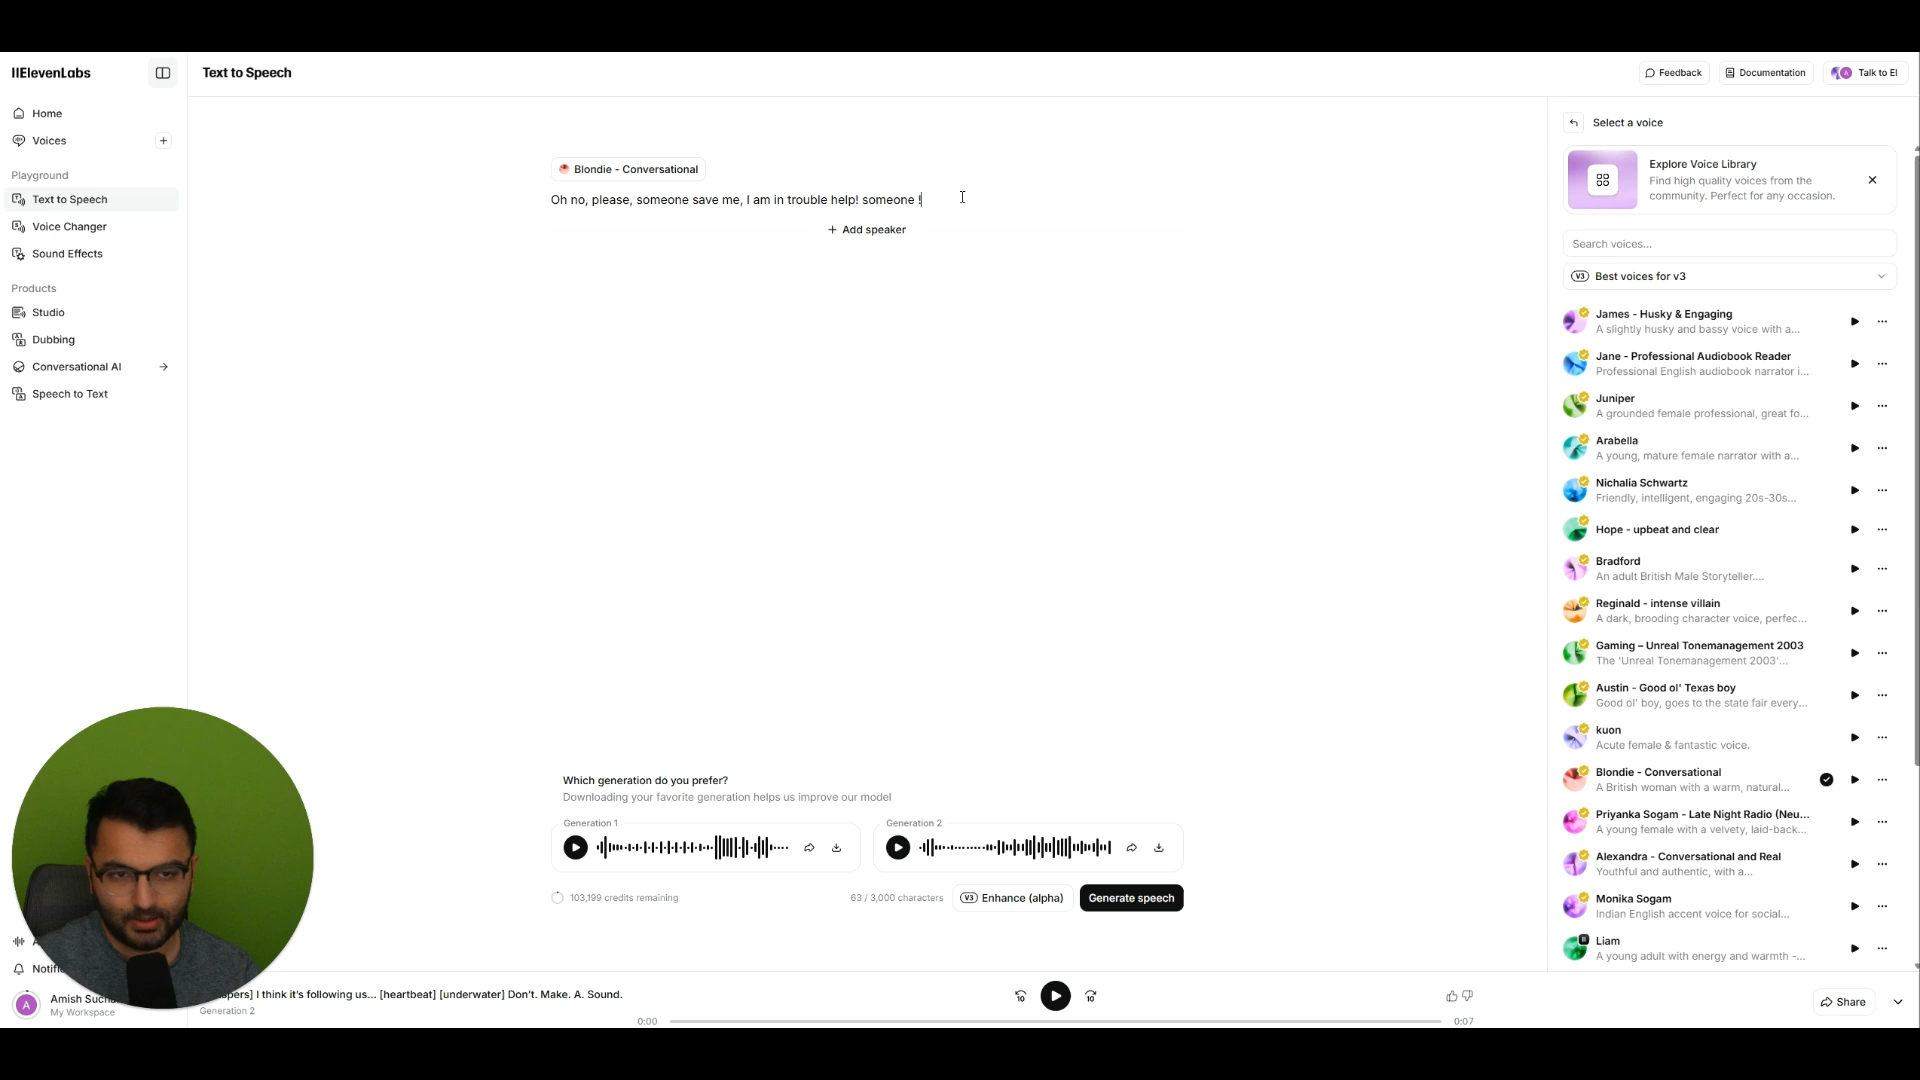 IIElevenLabs
Text to Speech
Feedback
Documentation
Talk to El
Home
Voices
Playground
Text to Speech
Voice Changer
Sound Effects
Products
Studio
Dubbing
Conversational AI
Speech to Text
Amish
My Workspace
Blondie - Conversational
Oh no, please, someone save me, I am in trouble help! someone !
+ Add speaker
Which generation do you prefer?
Downloading your favorite generation helps us improve our model
Generation 1
Generation 2
103,199 credits remaining
63 / 3,000 characters
V3 Enhance (alpha)
Generate speech
Select a voice
Explore Voice Library
Find high quality voices from the
community. Perfect for any occasion.
Search voices...
V3 Best voices for v3
James - Husky & Engaging
A slightly husky and bassy voice with a...
Jane - Professional Audiobook Reader
Professional English audiobook narrator i...
Juniper
A grounded female professional, great fo...
Arabella
A young, mature female narrator with a...
Nichalia Schwartz
Friendly, intelligent, engaging 20s-30s...
Hope - upbeat and clear
Bradford
An adult British Male Storyteller....
Reginald - intense villain
A dark, brooding character voice, perfec...
Gaming – Unreal Tonemanagement 2003
The 'Unreal Tonemanagement 2003'...
Austin - Good ol' Texas boy
Good ol' boy, goes to the state fair every...
kuon
Acute female & fantastic voice.
Blondie - Conversational
A British woman with a warm, natural...
Priyanka Sogam - Late Night Radio (Neu...
A young female with a velvety, laid-back...
Alexandra - Conversational and Real
Youthful and authentic, with a...
Monika Sogam
Indian English accent voice for social...
Liam
A young adult with energy and warmth -...
I think it's following us... [heartbeat] [underwater] Don't. Make. A. Sound.
Generation 2
10
10
0:00
0:07
Share